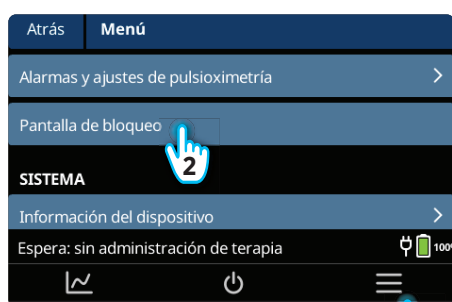 Atrás Menú
Alarmas y ajustes de pulsioximetría
Pantalla de bloqueo
2
SISTEMA
Información del dispositivo
Espera: sin administración de terapia 100%